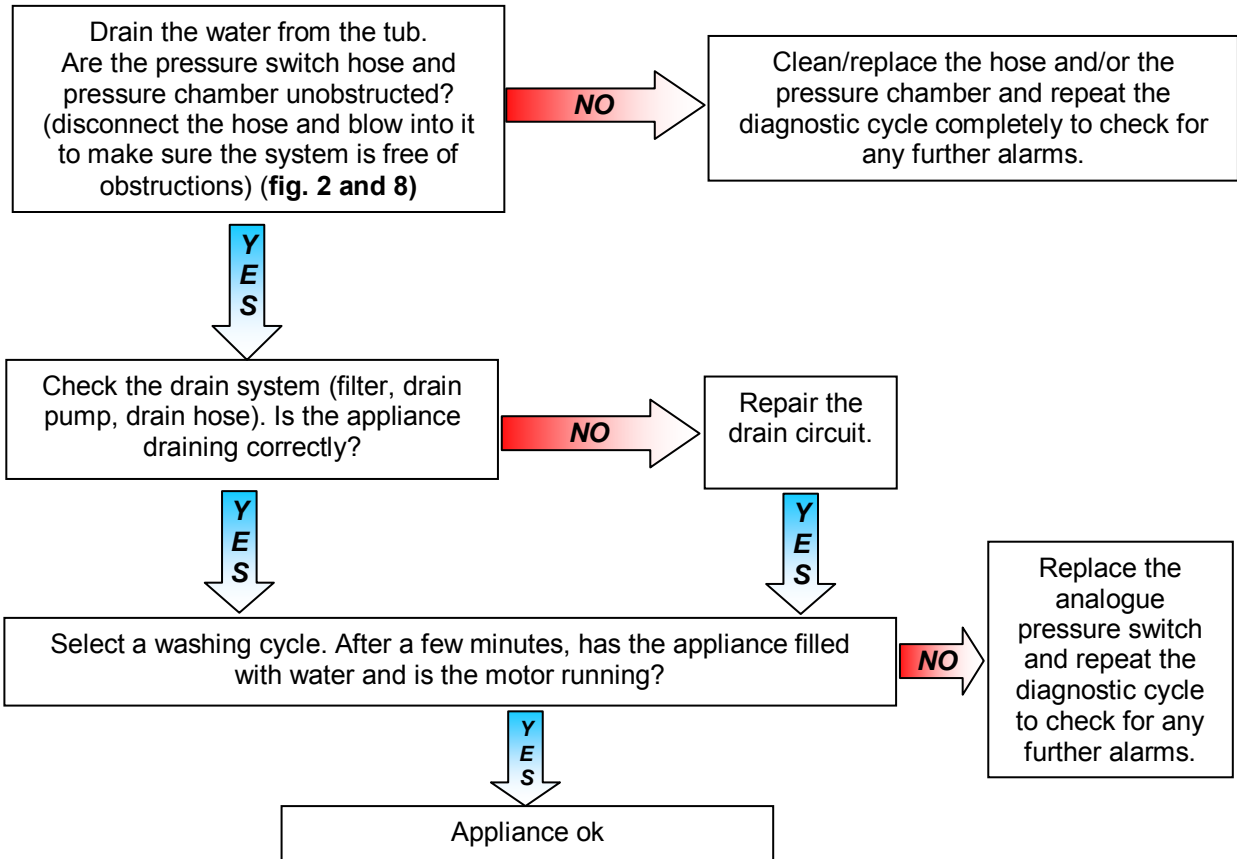 Drain the water from the tub.
Are the pressure switch hose and
pressure chamber unobstructed?
(disconnect the hose and blow into it
to make sure the system is free of
obstructions) (fig. 2 and 8)
NO
Clean/replace the hose and/or the
pressure chamber and repeat the
diagnostic cycle completely to check for
any further alarms.
YES
Check the drain system (filter, drain
pump, drain hose). Is the appliance
draining correctly?
NO
Repair the
drain circuit.
YES
YES
Select a washing cycle. After a few minutes, has the appliance filled
with water and is the motor running?
NO
Replace the
analogue
pressure switch
and repeat the
diagnostic cycle
to check for any
further alarms.
YES
Appliance ok